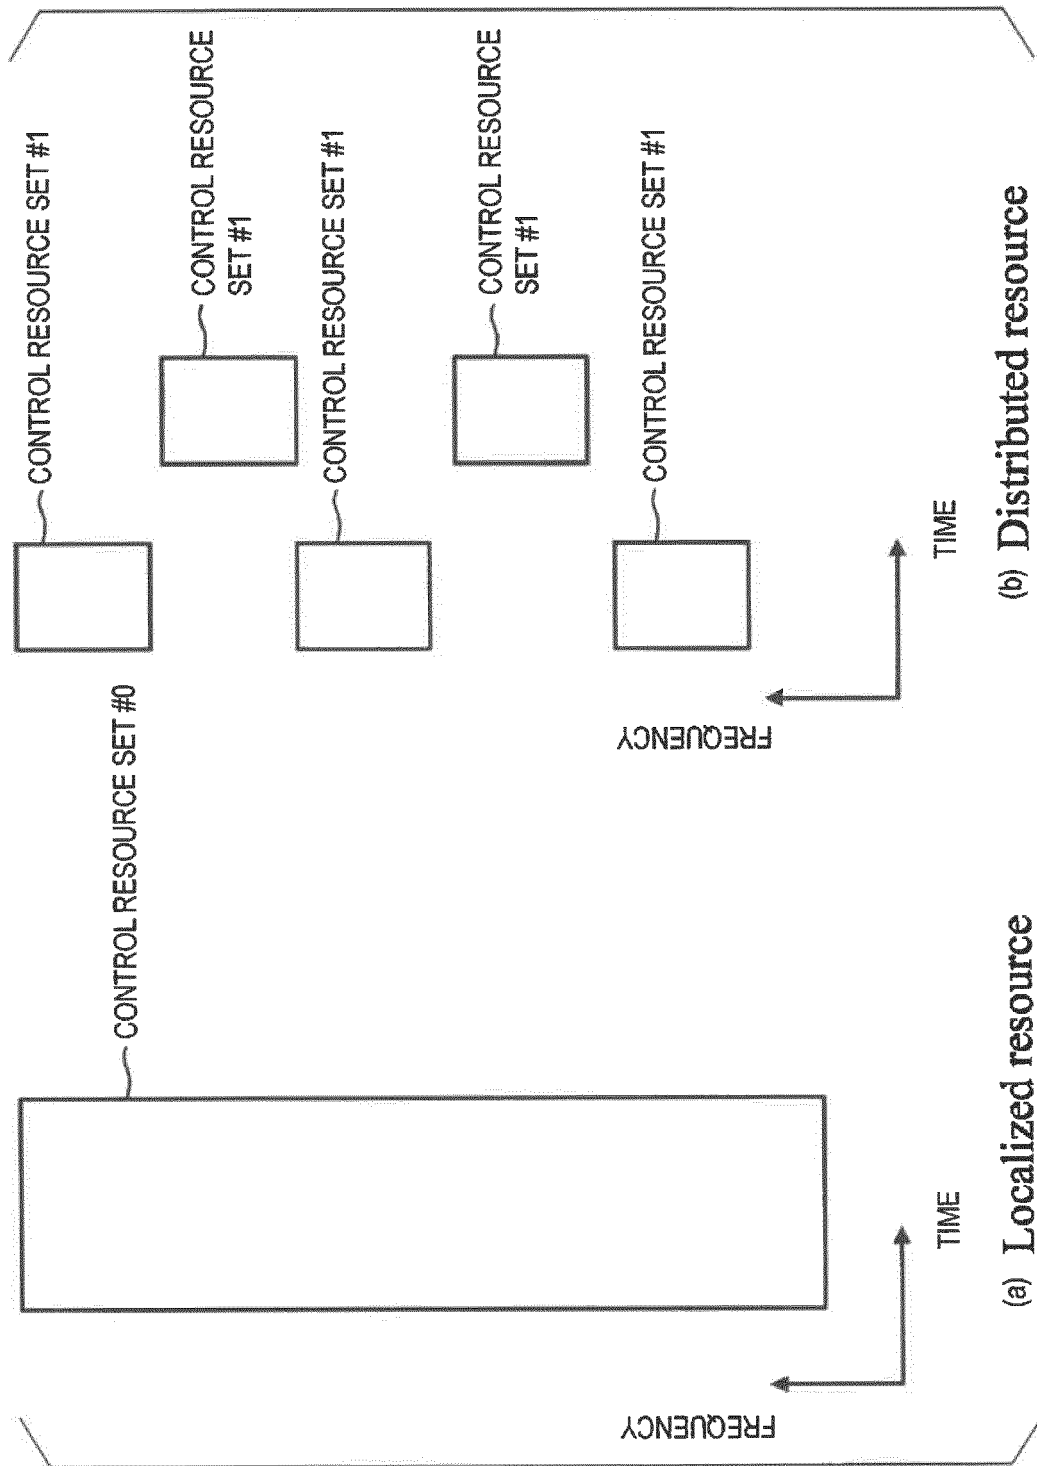 CONTROL RESOURCE SET #0
FREQUENCY
TIME
(a) Localized resource
CONTROL RESOURCE SET #1
CONTROL RESOURCE
SET #1
CONTROL RESOURCE SET #1
CONTROL RESOURCE
SET #1
CONTROL RESOURCE SET #1
FREQUENCY
TIME
(b) Distributed resource